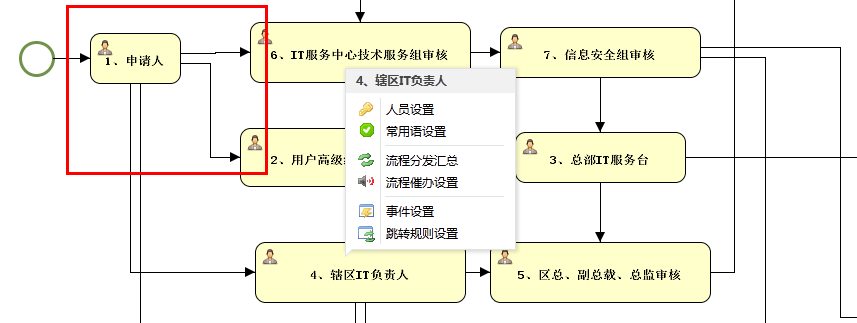 1、申请人
6、IT服务中心技术服务组审核
7、信息安全组审核
4、辖区IT负责人
人员设置
常用语设置
流程分发汇总
流程催办设置
事件设置
跳转规则设置
2、用户高级
3、总部IT服务台
4、辖区IT负责人
5、区总、副总载、总监审核